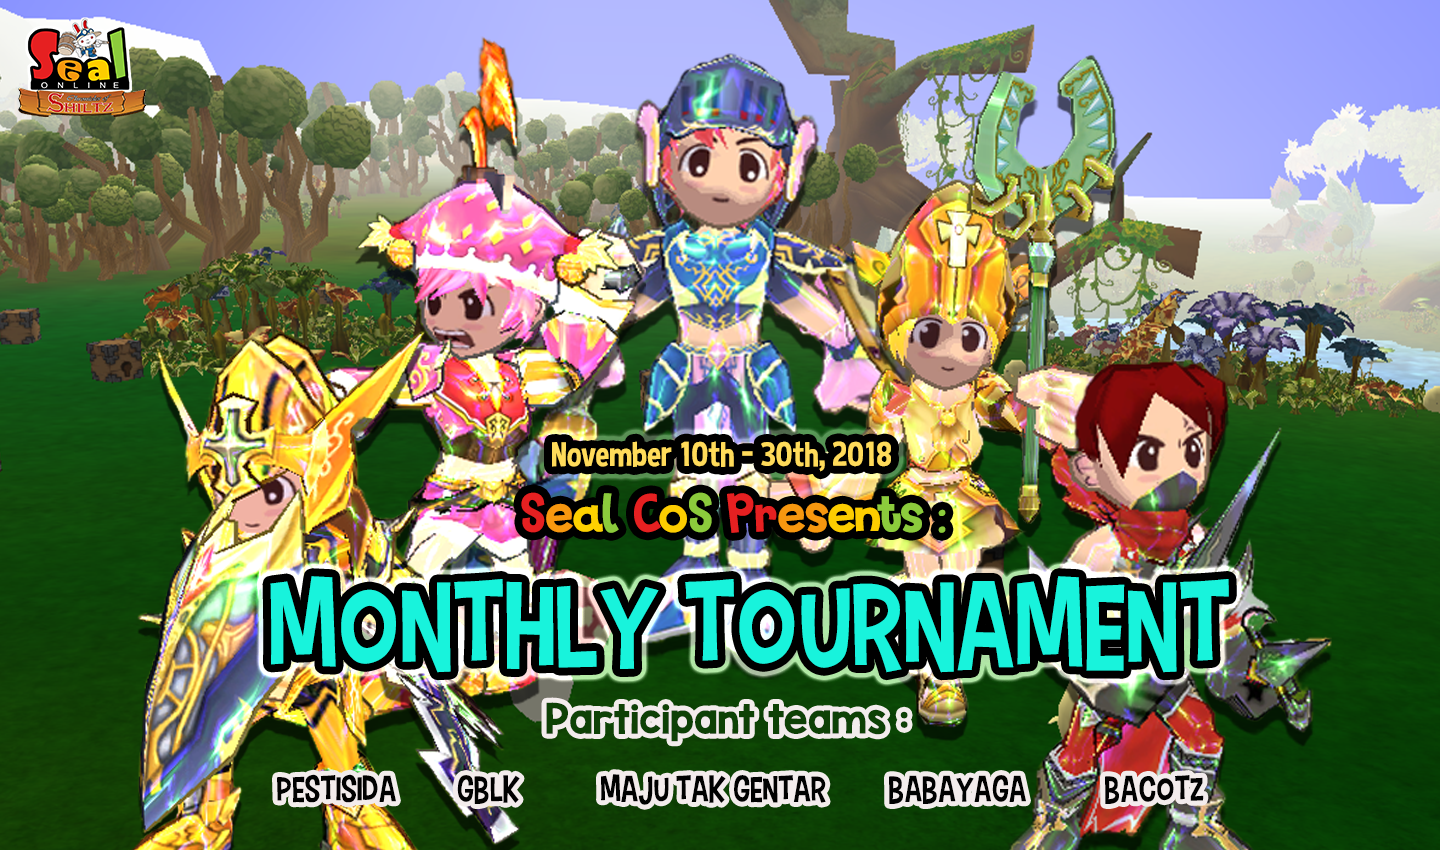 Seal
ONLINE
SHILTZ
November 10th - 30th, 2018
Seal CoS Presents :
MONTHLY TOURNAMENT
Participant teams :
PESTISIDA GBLK MAJU TAK GENTAR BABAYAGA BACOTZ